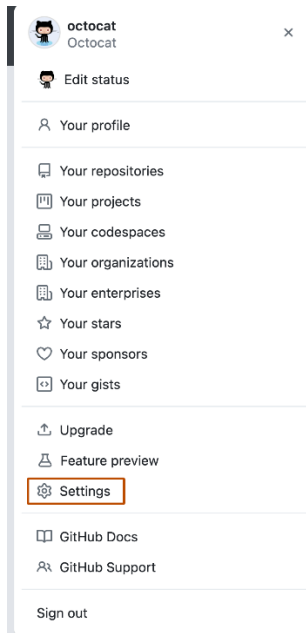 octocat
Octocat
Edit status
Your profile
Your repositories
Your projects
Your codespaces
Your organizations
Your enterprises
Your stars
Your sponsors
Your gists
Upgrade
Feature preview
Settings
GitHub Docs
GitHub Support
Sign out